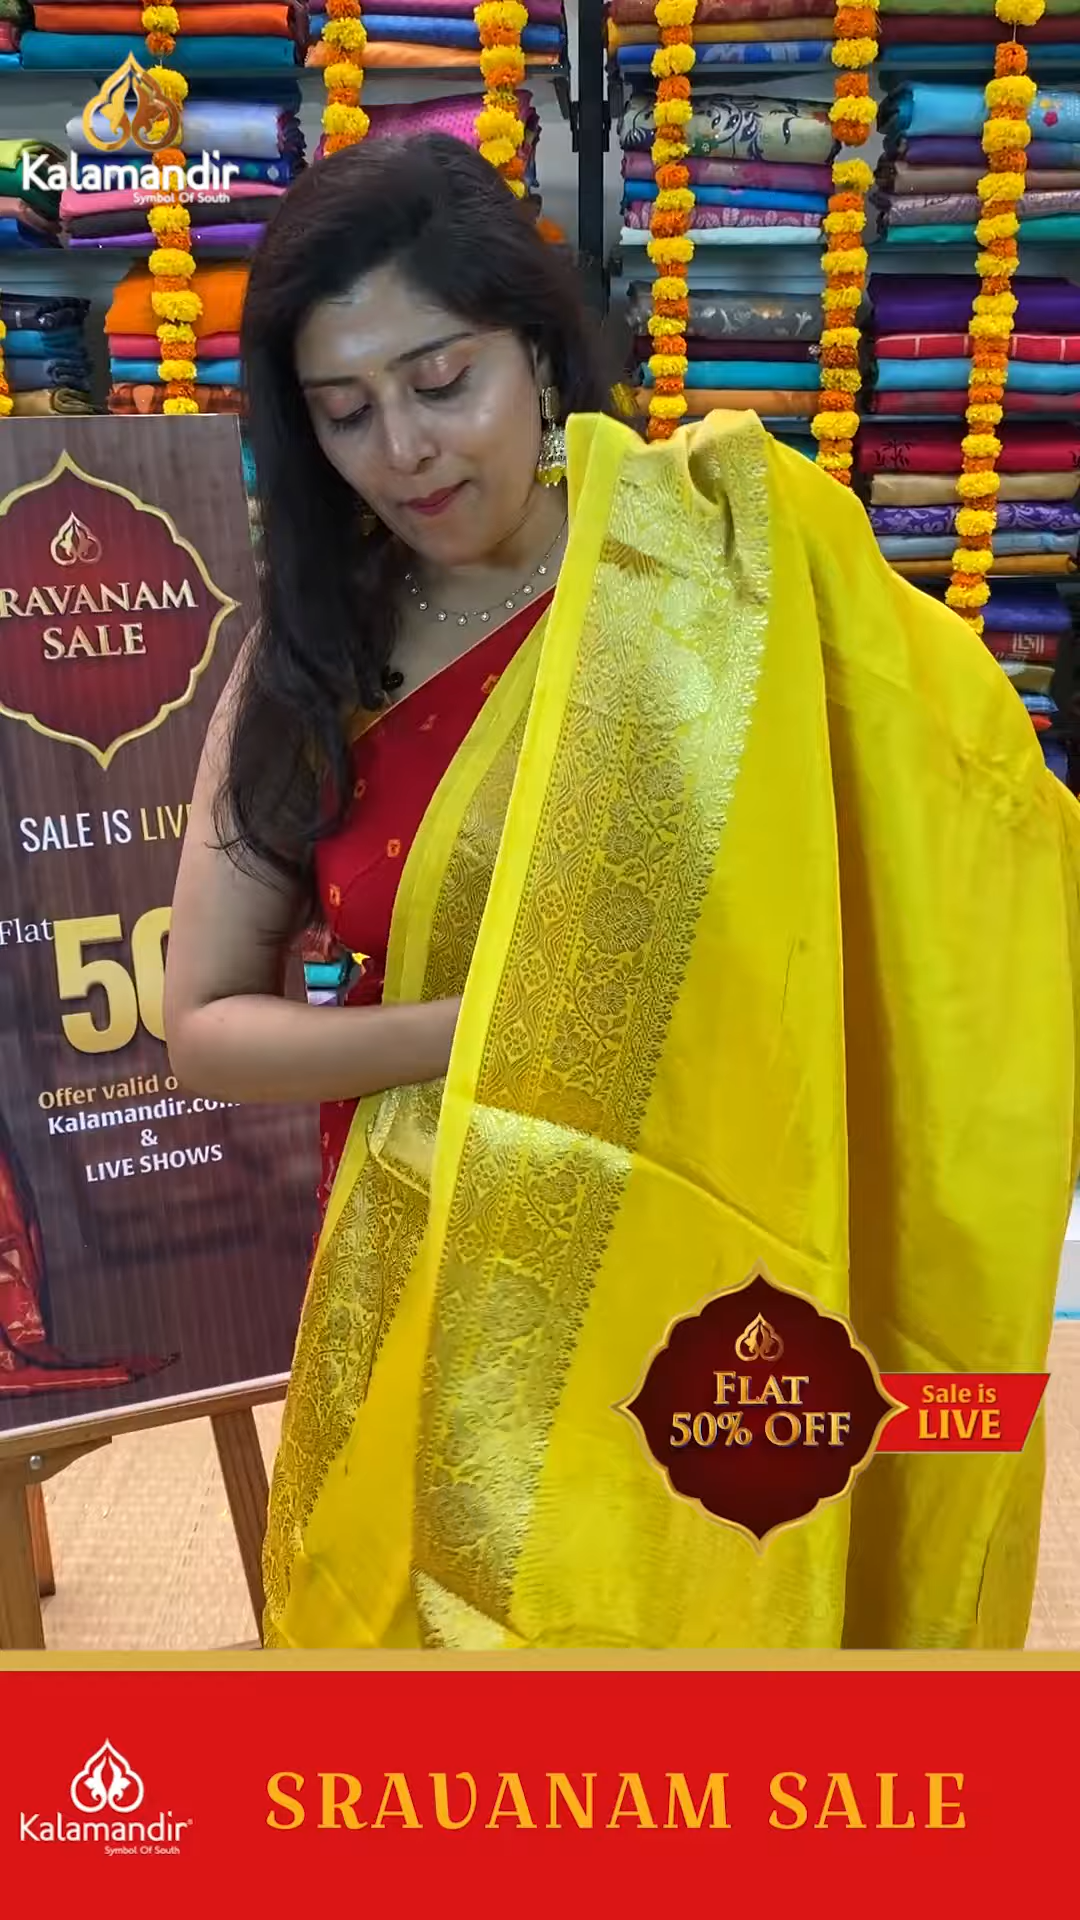 Kalamandir
Symbol Of South
RAVANAM
SALE
SALE IS LIV
Flat 50
Offer valid o
Kalamandir.com
&
LIVE SHOWS
FLAT
50% OFF
Sale is
LIVE
Kalamandir
Symbol Of South
SRAVANAM SALE